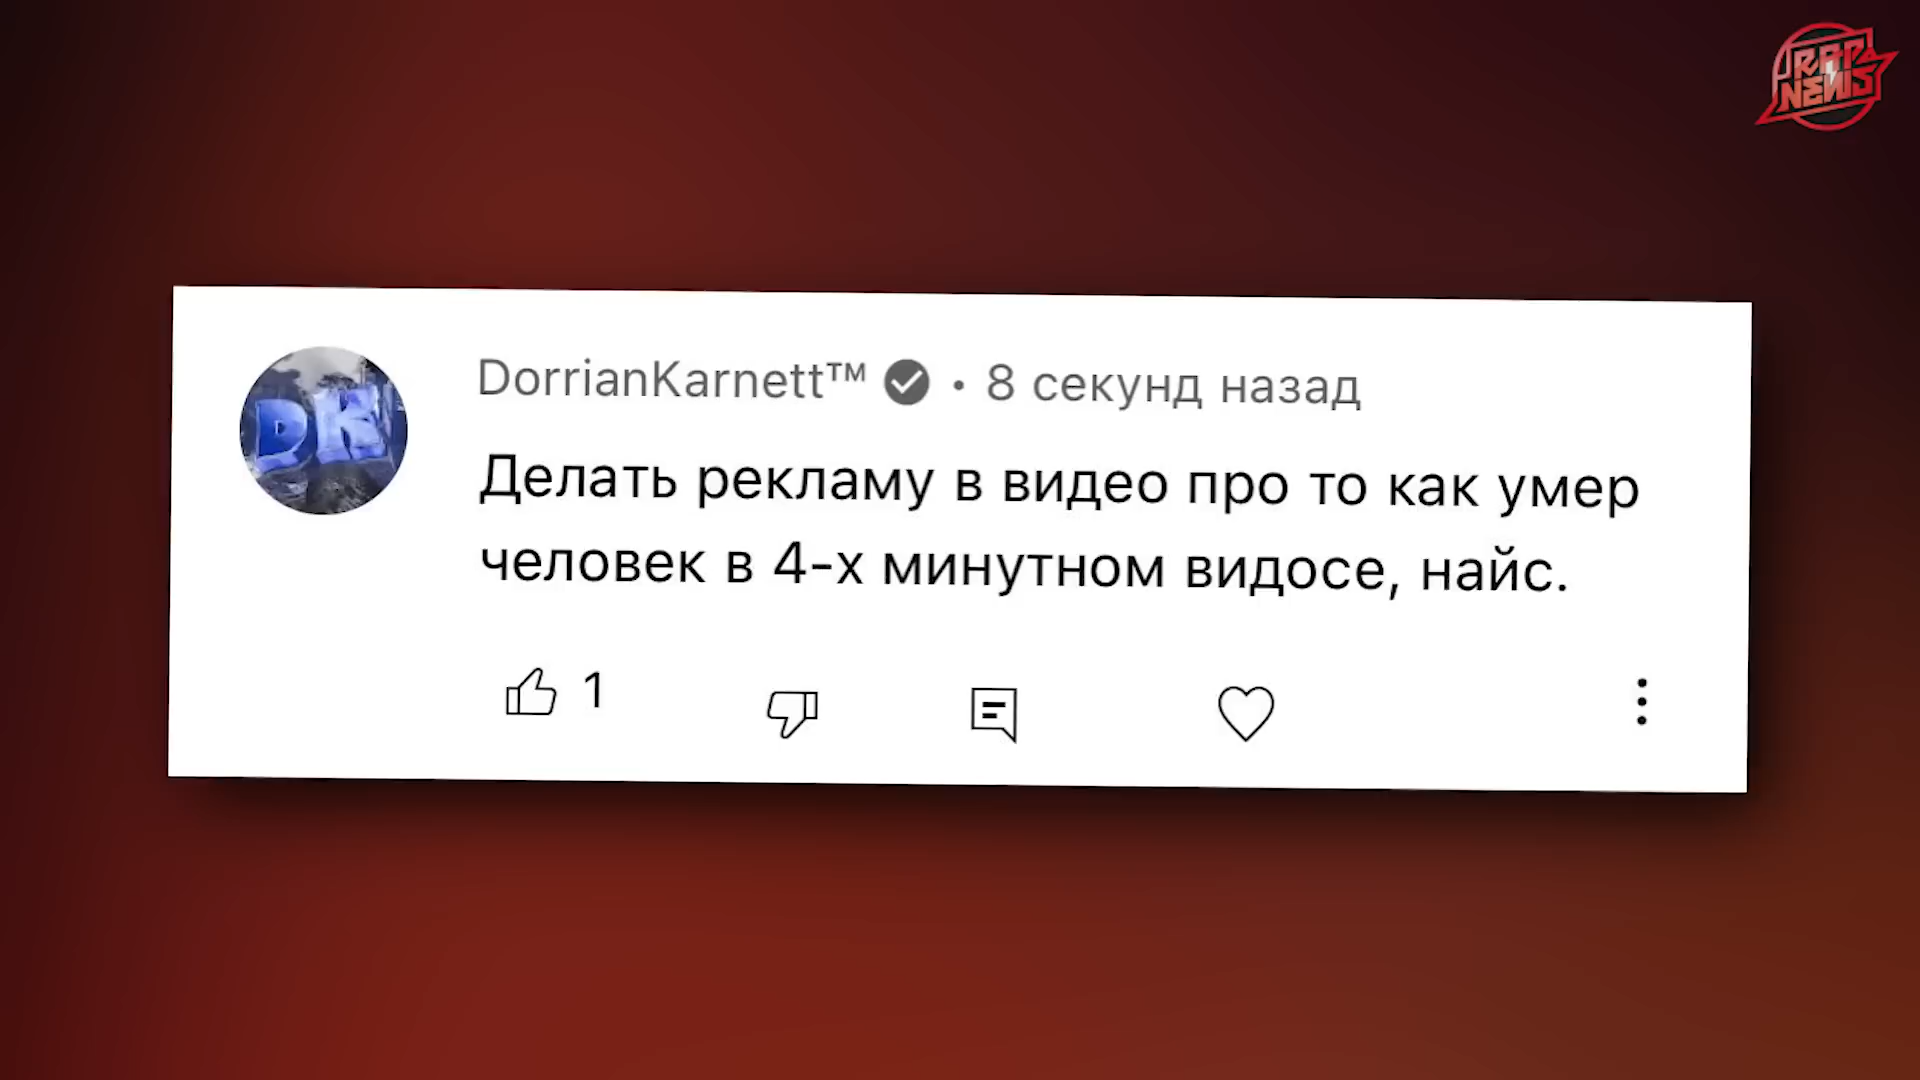 RAP
NEWS
DK
DorrianKarnett™ • 8 секунд назад
Делать рекламу в видео про то как умер
человек в 4-х минутном видосе, найс.
1